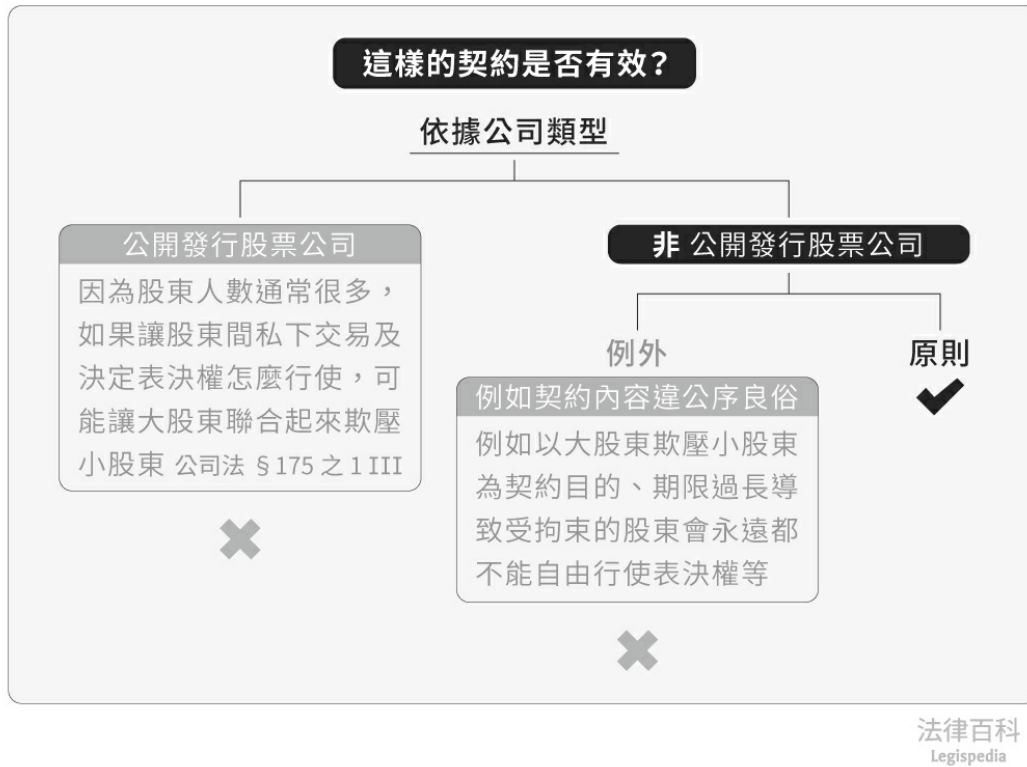 這樣的契約是否有效?
依據公司類型
公開發行股票公司
因為股東人數通常很多，
如果讓股東間私下交易及
決定表決權怎麼行使，可
能讓大股東聯合起來欺壓
小股東 公司法 §175 之 1 III
非 公開發行股票公司
例外
例如契約內容違公序良俗
例如以大股東欺壓小股東
為契約目的、期限過長導
致受拘束的股東會永遠都
不能自由行使表決權等
原則
法律百科
Legispedia